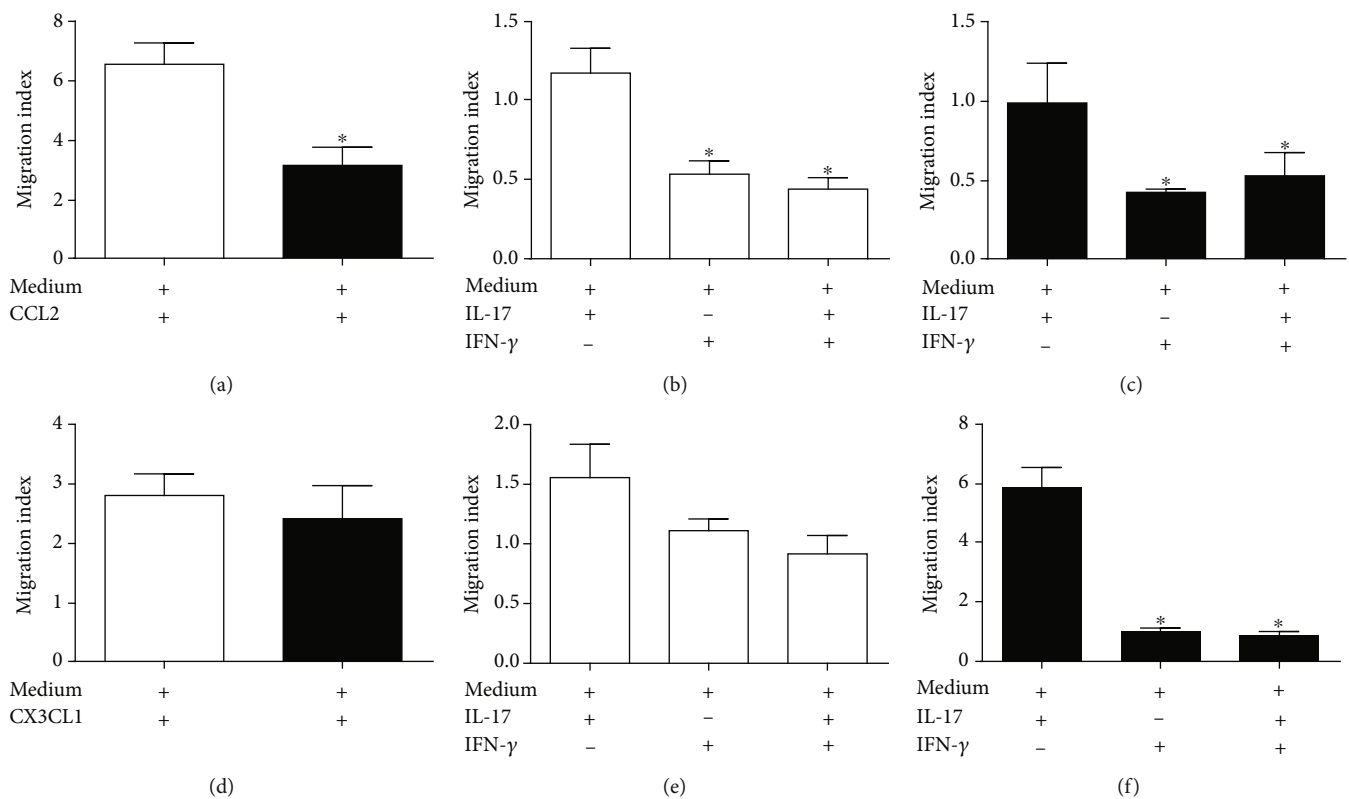 8
6
4
2
0
Migration index
*
Medium + +
CCL2 + +
(a)
1.5
1.0
0.5
0.0
Migration index
* *
Medium + + +
IL-17 + – +
IFN-γ – + +
(b)
1.5
1.0
0.5
0.0
Migration index
* *
Medium + + +
IL-17 + – +
IFN-γ – + +
(c)
4
3
2
1
0
Migration index
Medium + +
CX3CL1 + +
(d)
2.0
1.5
1.0
0.5
0.0
Migration index
Medium + + +
IL-17 + – +
IFN-γ – + +
(e)
8
6
4
2
0
Migration index
* *
Medium + + +
IL-17 + – +
IFN-γ – + +
(f)